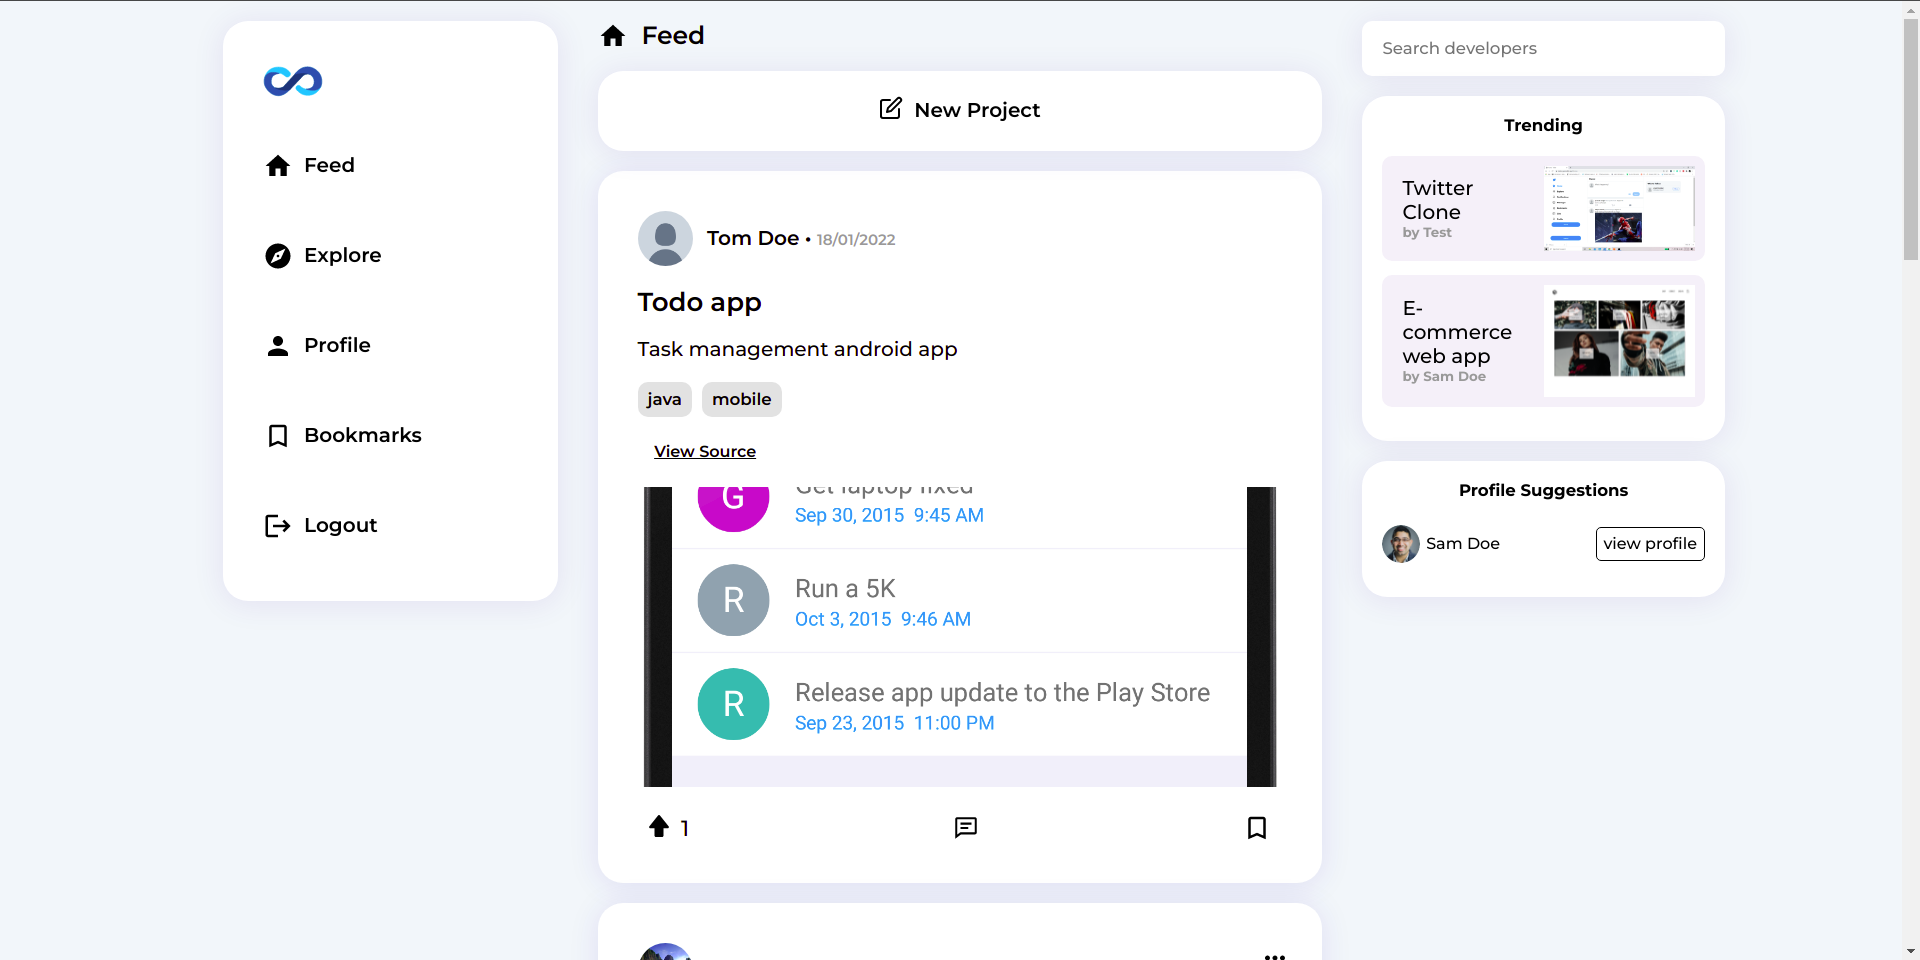 Feed
Explore
Profile
Bookmarks
Logout
Feed
New Project
Tom Doe • 18/01/2022
Todo app
Task management android app
java
mobile
View Source
G
Get laptop fixed
Sep 30, 2015 9:45 AM
R
Run a 5K
Oct 3, 2015 9:46 AM
R
Release app update to the Play Store
Sep 23, 2015 11:00 PM
1
Search developers
Trending
Twitter
Clone
by Test
E-
commerce
web app
by Sam Doe
Profile Suggestions
Sam Doe
view profile